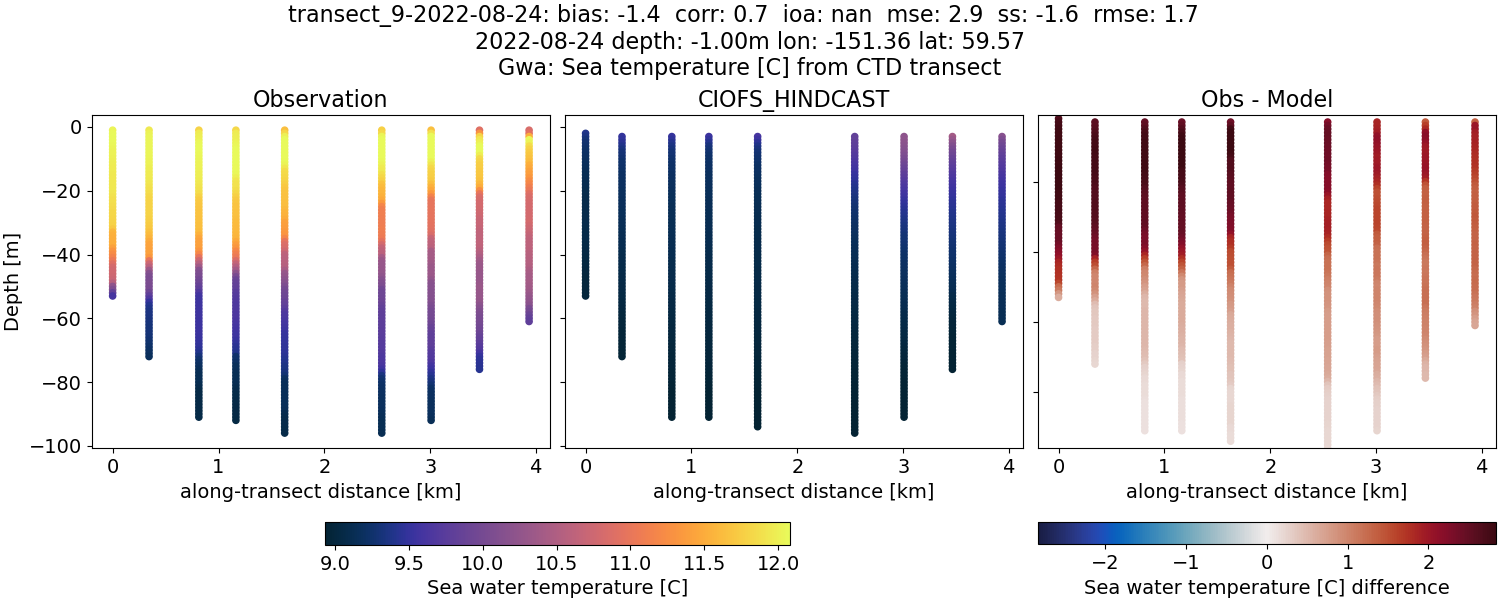 transect_9-2022-08-24: bias: -1.4  corr: 0.7  ioa: nan  mse: 2.9  ss: -1.6  rmse: 1.7
2022-08-24 depth: -1.00m lon: -151.36 lat: 59.57
Gwa: Sea temperature [C] from CTD transect
Observation
CIOFS_HINDCAST
Obs - Model
Depth [m]
0
−20
−40
−60
−80
−100
0 1 2 3 4
0 1 2 3 4
0 1 2 3 4
along-transect distance [km]
along-transect distance [km]
along-transect distance [km]
9.0 9.5 10.0 10.5 11.0 11.5 12.0
Sea water temperature [C]
−2 −1 0 1 2
Sea water temperature [C] difference